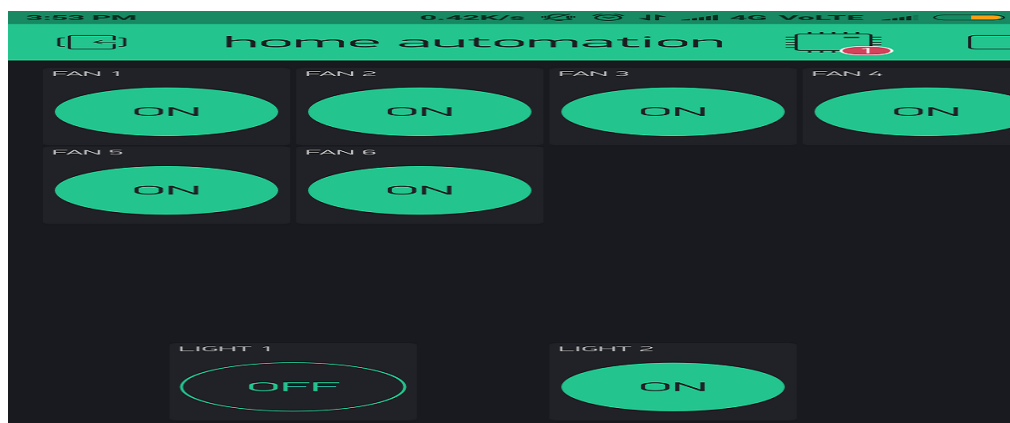 3:53 PM 0.42K/s 4G VoLTE
home automation 1
FAN 1 FAN 2 FAN 3 FAN 4
ON ON ON ON
FAN 5 FAN 6
ON ON
LIGHT 1 LIGHT 2
OFF ON